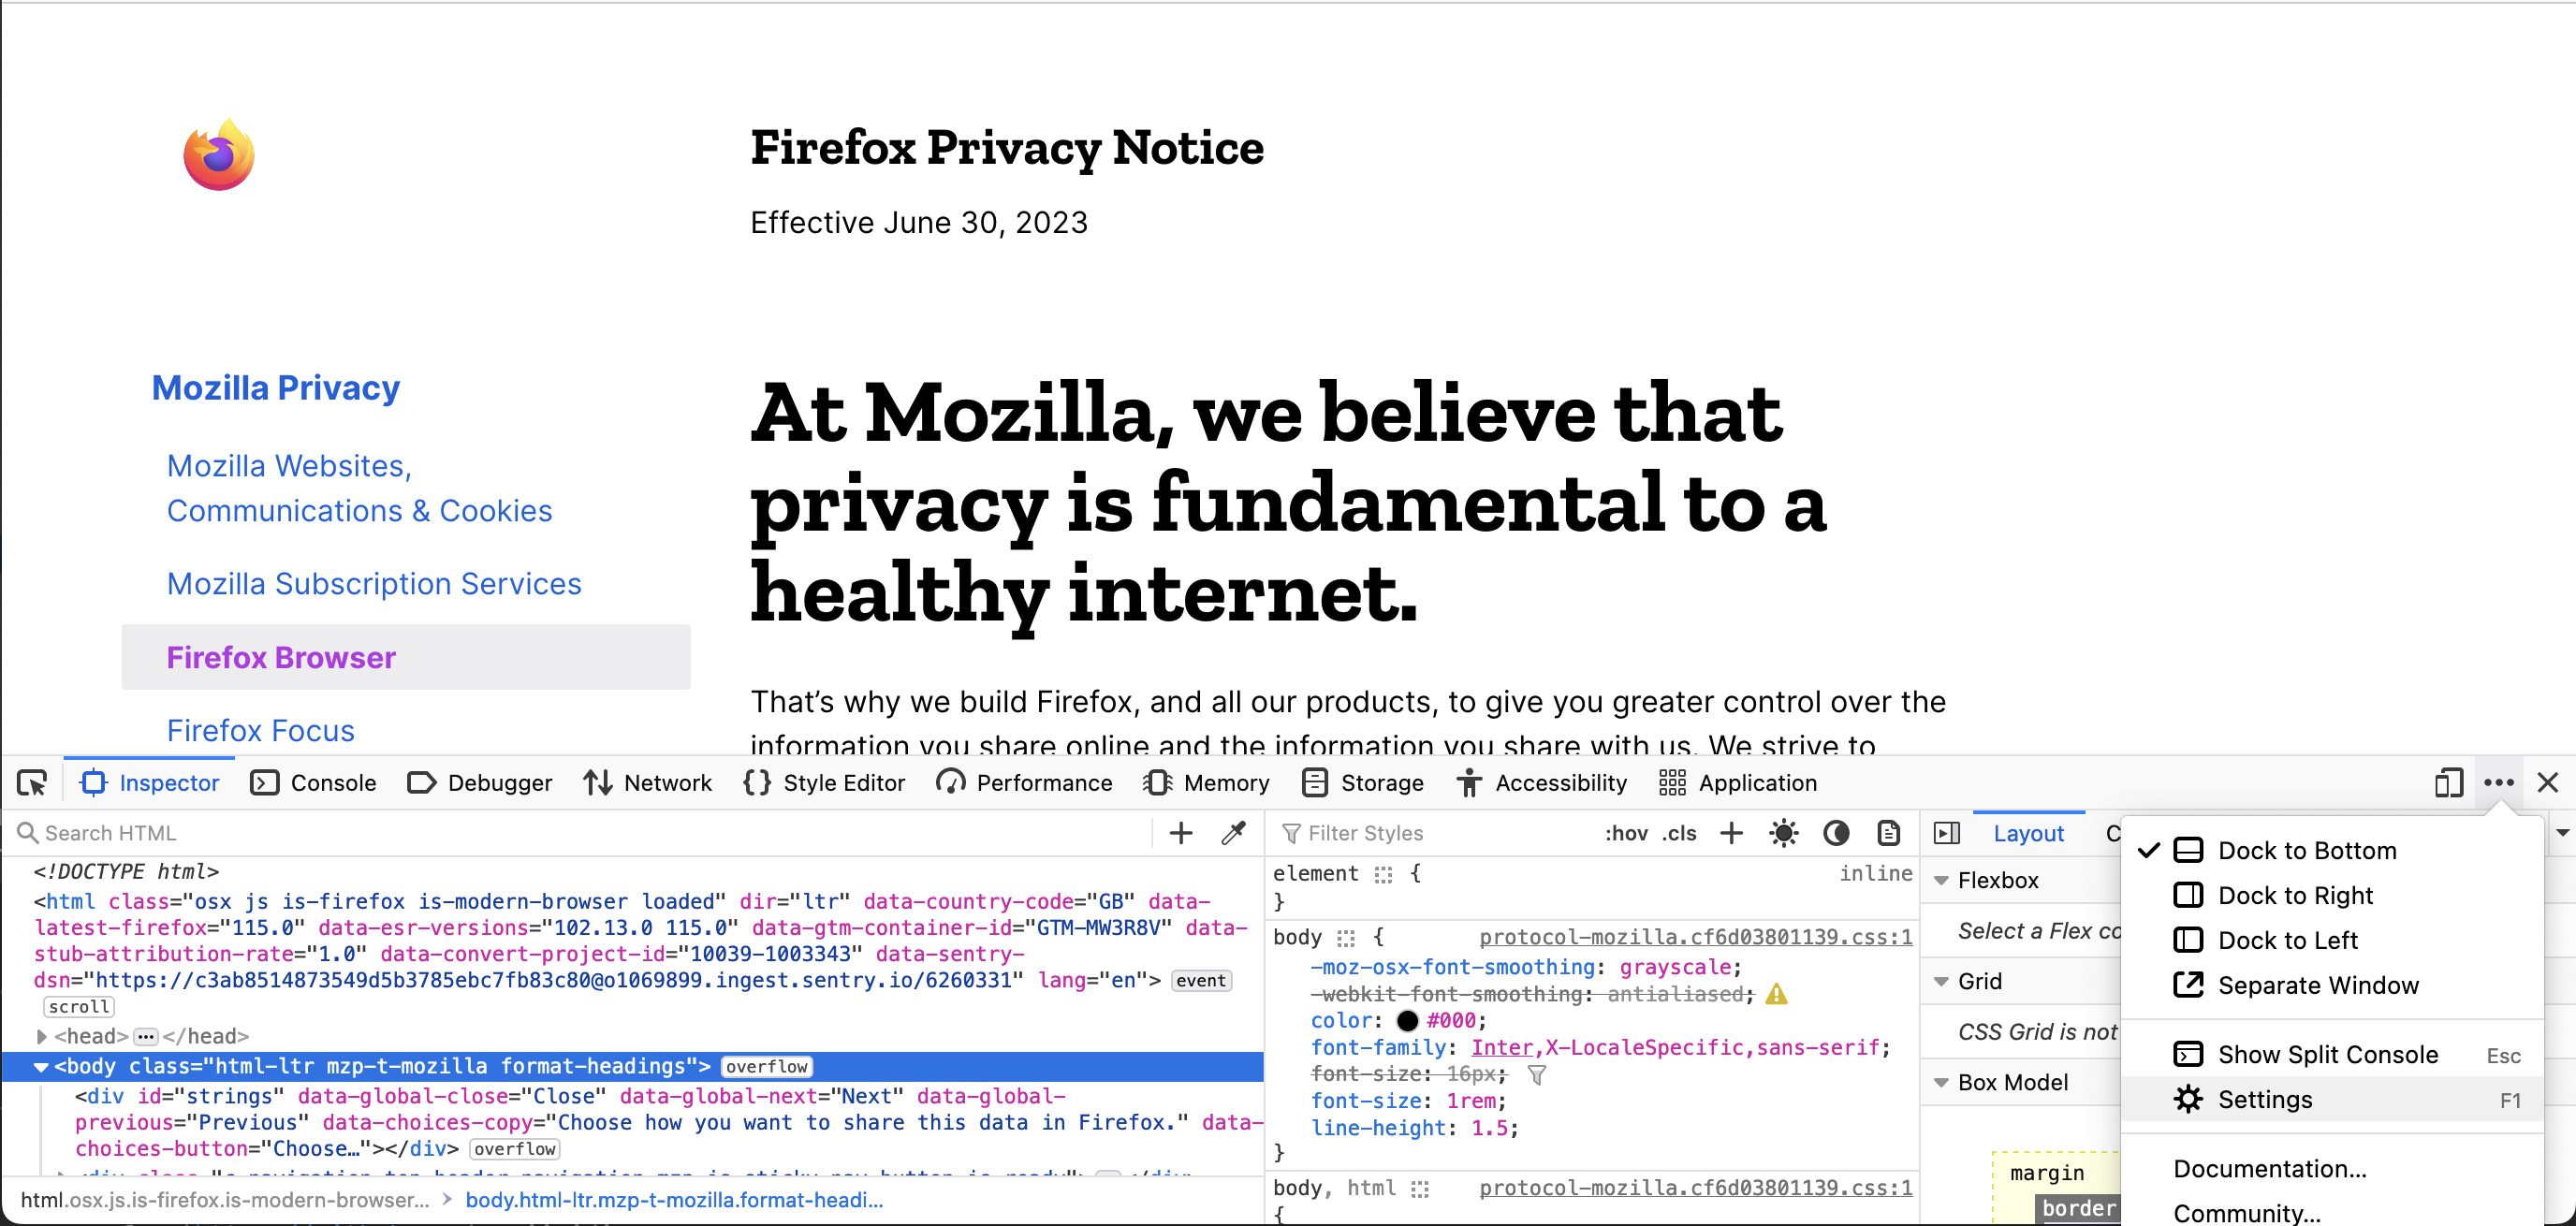 Firefox Privacy Notice
Effective June 30, 2023
Mozilla Privacy
Mozilla Websites,
Communications & Cookies
Mozilla Subscription Services
Firefox Browser
Firefox Focus
At Mozilla, we believe that
privacy is fundamental to a
healthy internet.
That’s why we build Firefox, and all our products, to give you greater control over the
information you share online and the information you share with us. We strive to
Inspector Console Debugger Network Style Editor Performance Memory Storage Accessibility Application
Search HTML
<!DOCTYPE html>
<html class="osx js is-firefox is-modern-browser loaded" dir="ltr" data-country-code="GB" data-
latest-firefox="115.0" data-esr-versions="102.13.0 115.0" data-gtm-container-id="GTM-MW3R8V" data-
stub-attribution-rate="1.0" data-convert-project-id="10039-1003343" data-sentry-
dsn="https://c3ab8514873549d5b3785ebc7fb83c80@o1069899.ingest.sentry.io/6260331" lang="en"> event
scroll
<head> ••• </head>
<body class="html-ltr mzp-t-mozilla format-headings"> overflow
<div id="strings" data-global-close="Close" data-global-next="Next" data-global-
previous="Previous" data-choices-copy="Choose how you want to share this data in Firefox." data-
choices-button="Choose…"></div> overflow
html.osx.js.is-firefox.is-modern-browser… > body.html-ltr.mzp-t-mozilla.format-headi…
Filter Styles :hov .cls
element { inline
}
body { protocol-mozilla.cf6d03801139.css:1
-moz-osx-font-smoothing: grayscale;
-webkit-font-smoothing: antialiased;
color: #000;
font-family: Inter,X-LocaleSpecific,sans-serif;
font-size: 16px;
font-size: 1rem;
line-height: 1.5;
}
body, html protocol-mozilla.cf6d03801139.css:1
{
Layout C
Flexbox
Select a Flex co
Grid
CSS Grid is not
Box Model
margin
border
Dock to Bottom
Dock to Right
Dock to Left
Separate Window
Show Split Console Esc
Settings F1
Documentation…
Community…